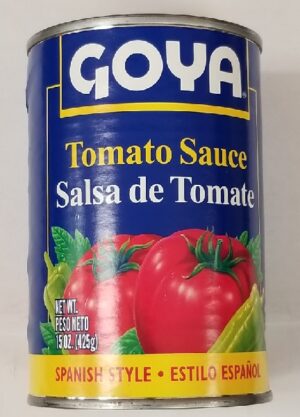 GOYA
Tomato Sauce
Salsa de Tomate
NET WT.
PESO NETO
15 OZ. (425g)
SPANISH STYLE • ESTILO ESPAÑOL